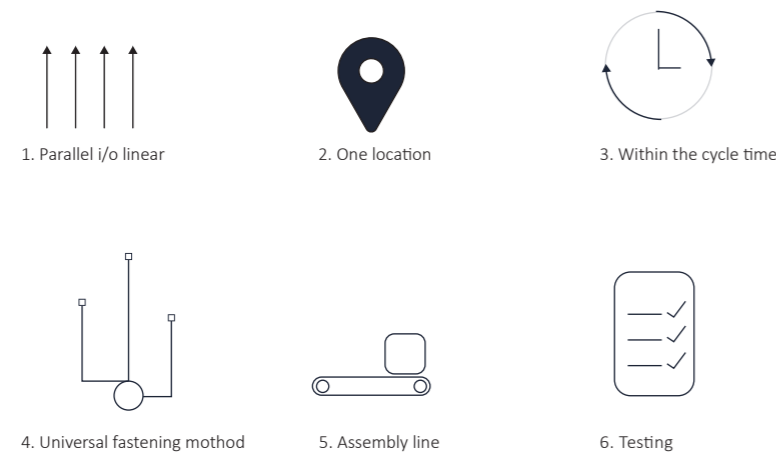 1. Parallel i/o linear
2. One location
3. Within the cycle time
4. Universal fastening mothod
5. Assembly line
6. Testing